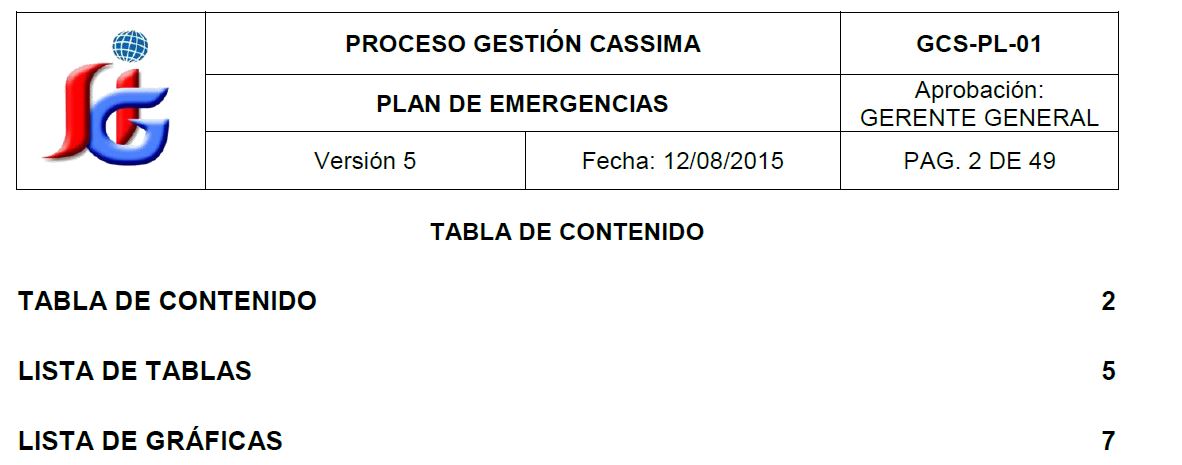 PROCESO GESTIÓN CASSIMA
GCS-PL-01
PLAN DE EMERGENCIAS
Aprobación:
GERENTE GENERAL
Versión 5
Fecha: 12/08/2015
PAG. 2 DE 49
TABLA DE CONTENIDO
TABLA DE CONTENIDO 2
LISTA DE TABLAS 5
LISTA DE GRÁFICAS 7